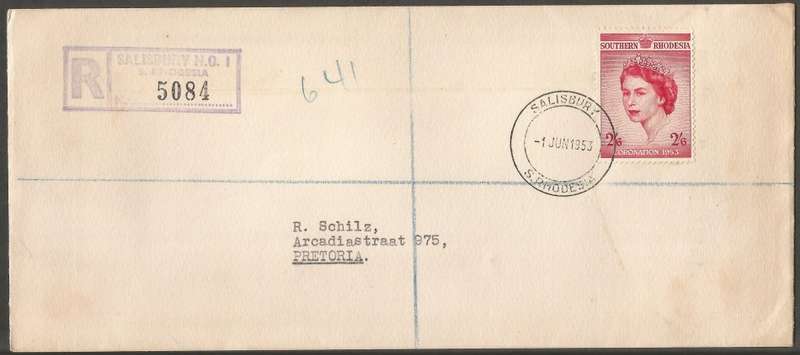 R
SALISBURY N.O. 1
S. RHODESIA
5084
641
SOUTHERN RHODESIA
2/6 2/6
CORONATION 1953
SALISBURY
-1 JUN 1953
S. RHODESIA
R. Schilz,
Arcadiastraat 975,
PRETORIA.